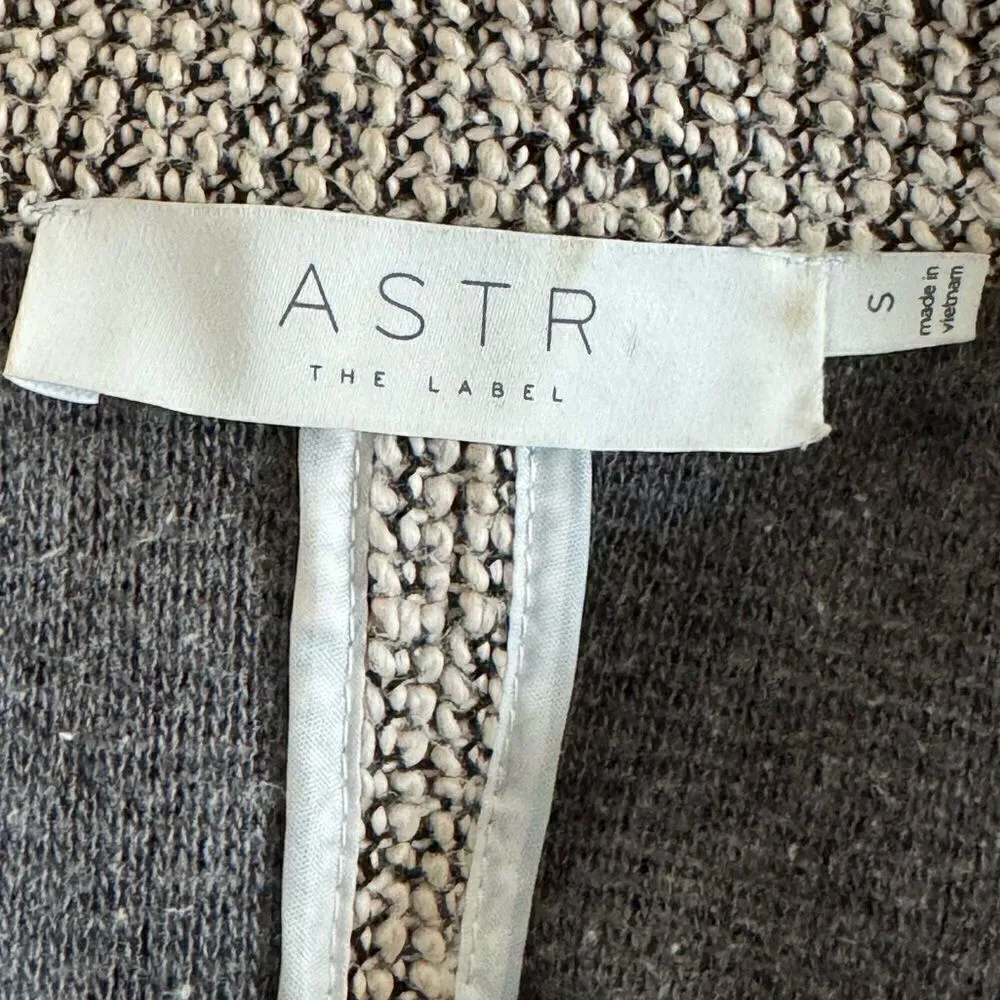 ASTR
THE LABEL
S
made in
vietnam